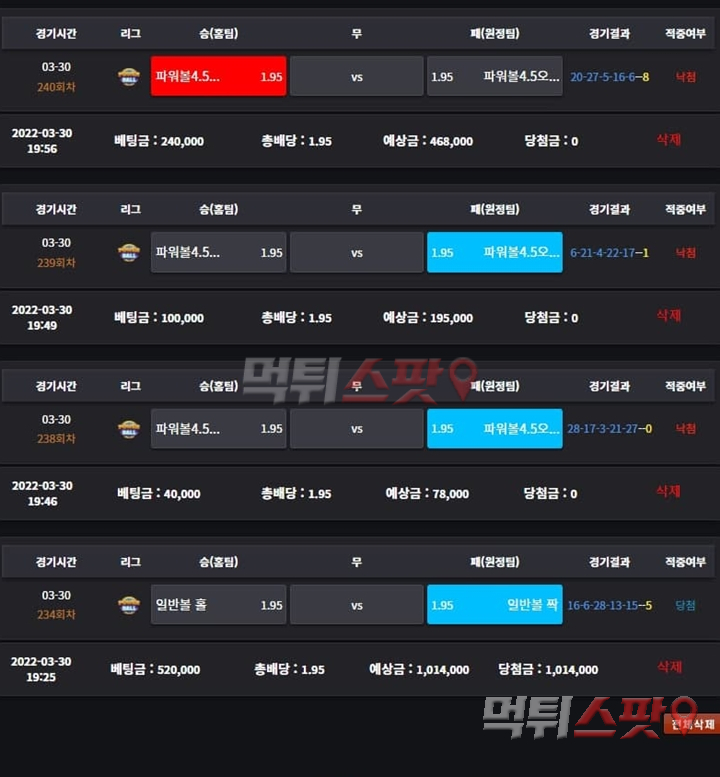 경기시간 리그 승(홈팀) 무 패(원정팀) 경기결과 적중여부
03-30 파워볼4.5... 1.95 vs 1.95 파워볼4.5오... 20-27-5-16-6--8 낙첨
240회차
2022-03-30 베팅금 : 240,000 총배당 : 1.95 예상금 : 468,000 당첨금 : 0 삭제
19:56
경기시간 리그 승(홈팀) 무 패(원정팀) 경기결과 적중여부
03-30 파워볼4.5... 1.95 vs 1.95 파워볼4.5오... 6-21-4-22-17--1 낙첨
239회차
2022-03-30 베팅금 : 100,000 총배당 : 1.95 예상금 : 195,000 당첨금 : 0 삭제
19:49
먹튀스팟
경기시간 리그 승(홈팀) 무 패(원정팀) 경기결과 적중여부
03-30 파워볼4.5... 1.95 vs 1.95 파워볼4.5오... 28-17-3-21-27--0 낙첨
238회차
2022-03-30 베팅금 : 40,000 총배당 : 1.95 예상금 : 78,000 당첨금 : 0 삭제
19:46
경기시간 리그 승(홈팀) 무 패(원정팀) 경기결과 적중여부
03-30 일반볼 홀 1.95 vs 1.95 일반볼 짝 16-6-28-13-15--5 당첨
234회차
2022-03-30 베팅금 : 520,000 총배당 : 1.95 예상금 : 1,014,000 당첨금 : 1,014,000 삭제
19:25
먹튀스팟
전체삭제